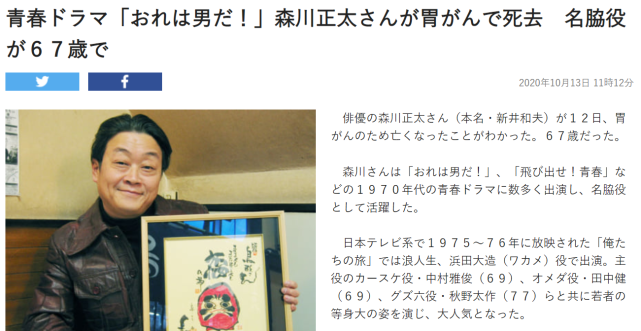 青春ドラマ「おれは男だ!」森川正太さんが胃がんで死去　名脇役
が67歳で
2020年10月13日 11時12分
　俳優の森川正太さん（本名・新井和夫）が１２日、胃
がんのため亡くなったことがわかった。６７歳だった。
　森川さんは「おれは男だ！」、「飛び出せ！青春」な
どの１９７０年代の青春ドラマに数多く出演し、名脇役
として活躍した。
　日本テレビ系で１９７５～７６年に放映された「俺た
ちの旅」では浪人生、浜田大造（ワカメ）役で出演。主
役のカースケ役・中村雅俊（６９）、オメダ役・田中健
（６９）、グズ六役・秋野太作（７７）らと共に若者の
等身大の姿を演じ、大人気となった。